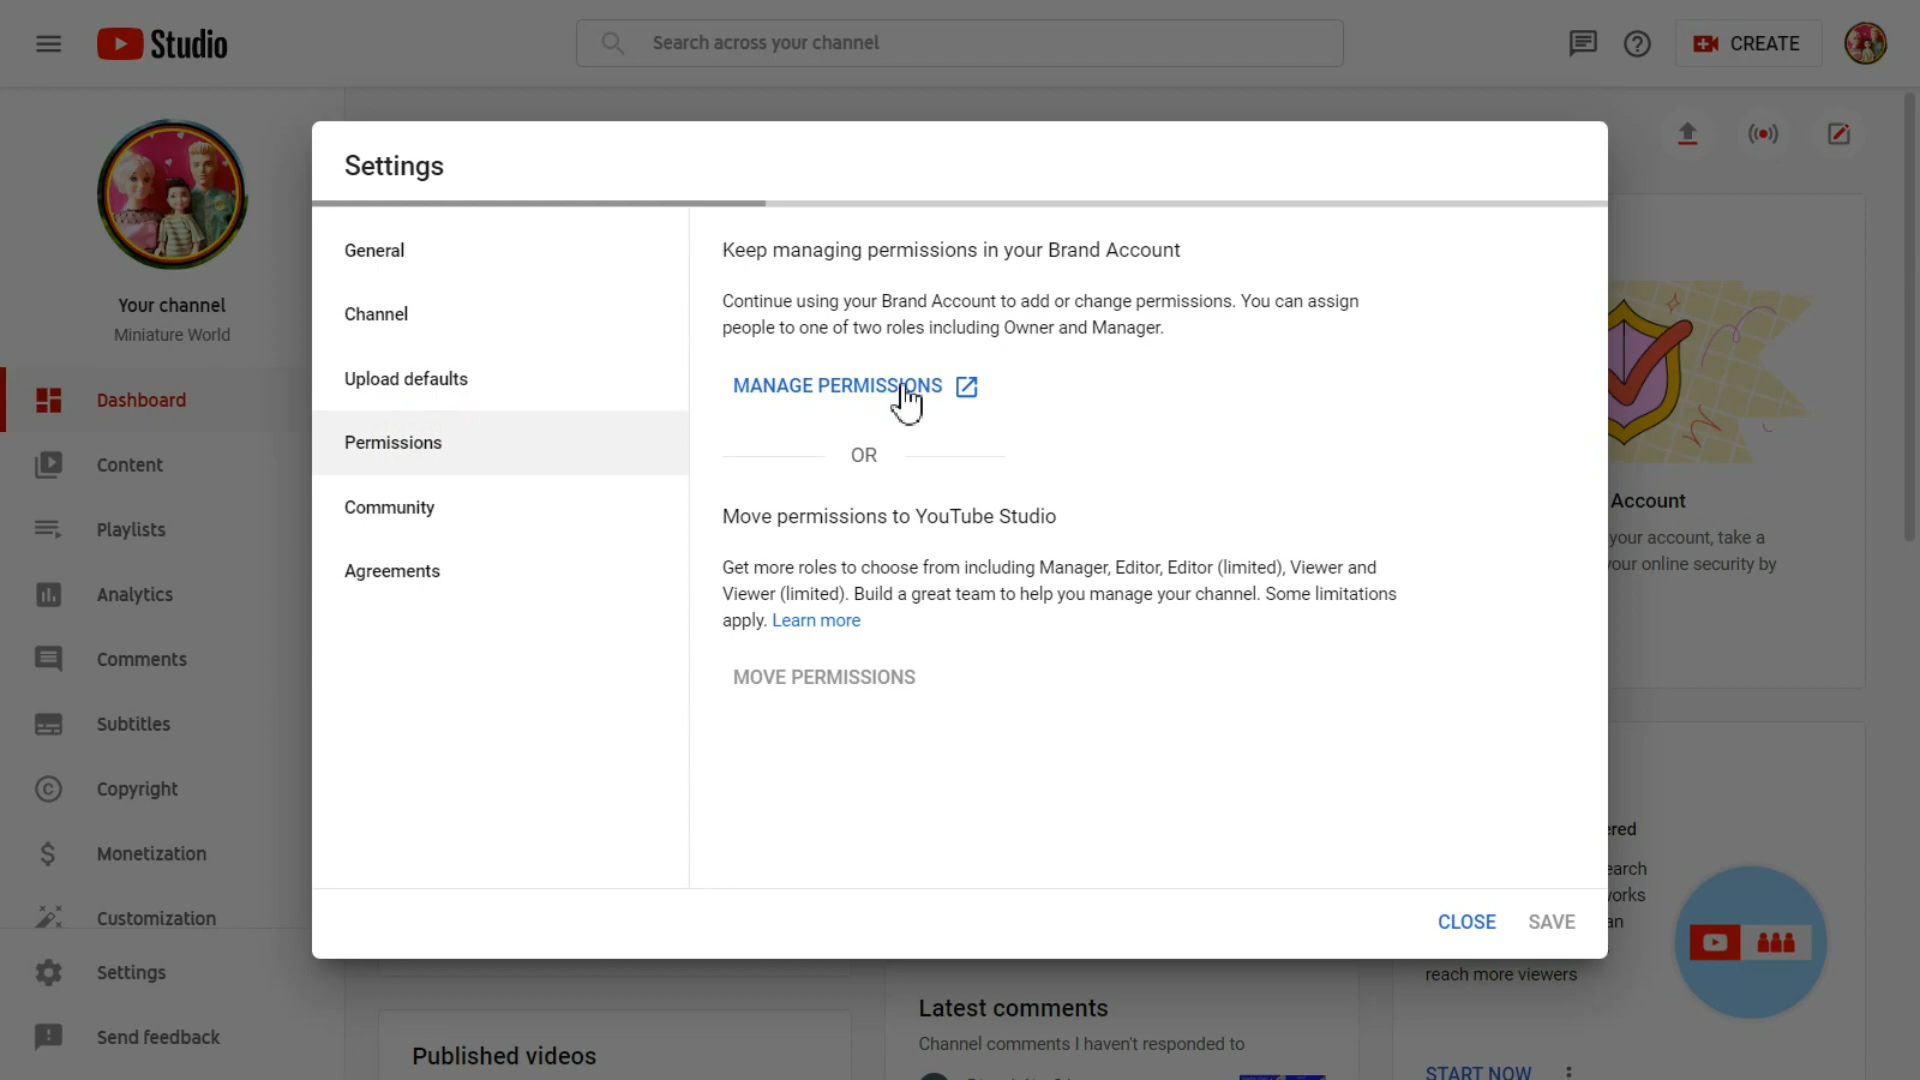 Studio
Search across your channel
CREATE
Your channel
Miniature World
Dashboard
Content
Playlists
Analytics
Comments
Subtitles
Copyright
Monetization
Customization
Settings
Send feedback
Settings
General
Channel
Upload defaults
Permissions
Community
Agreements
Keep managing permissions in your Brand Account
Continue using your Brand Account to add or change permissions. You can assign
people to one of two roles including Owner and Manager.
MANAGE PERMISSIONS
OR
Move permissions to YouTube Studio
Get more roles to choose from including Manager, Editor, Editor (limited), Viewer and
Viewer (limited). Build a great team to help you manage your channel. Some limitations
apply. Learn more
MOVE PERMISSIONS
CLOSE
SAVE
Account
your account, take a
your online security by
reach more viewers
START NOW
Published videos
Latest comments
Channel comments I haven't responded to